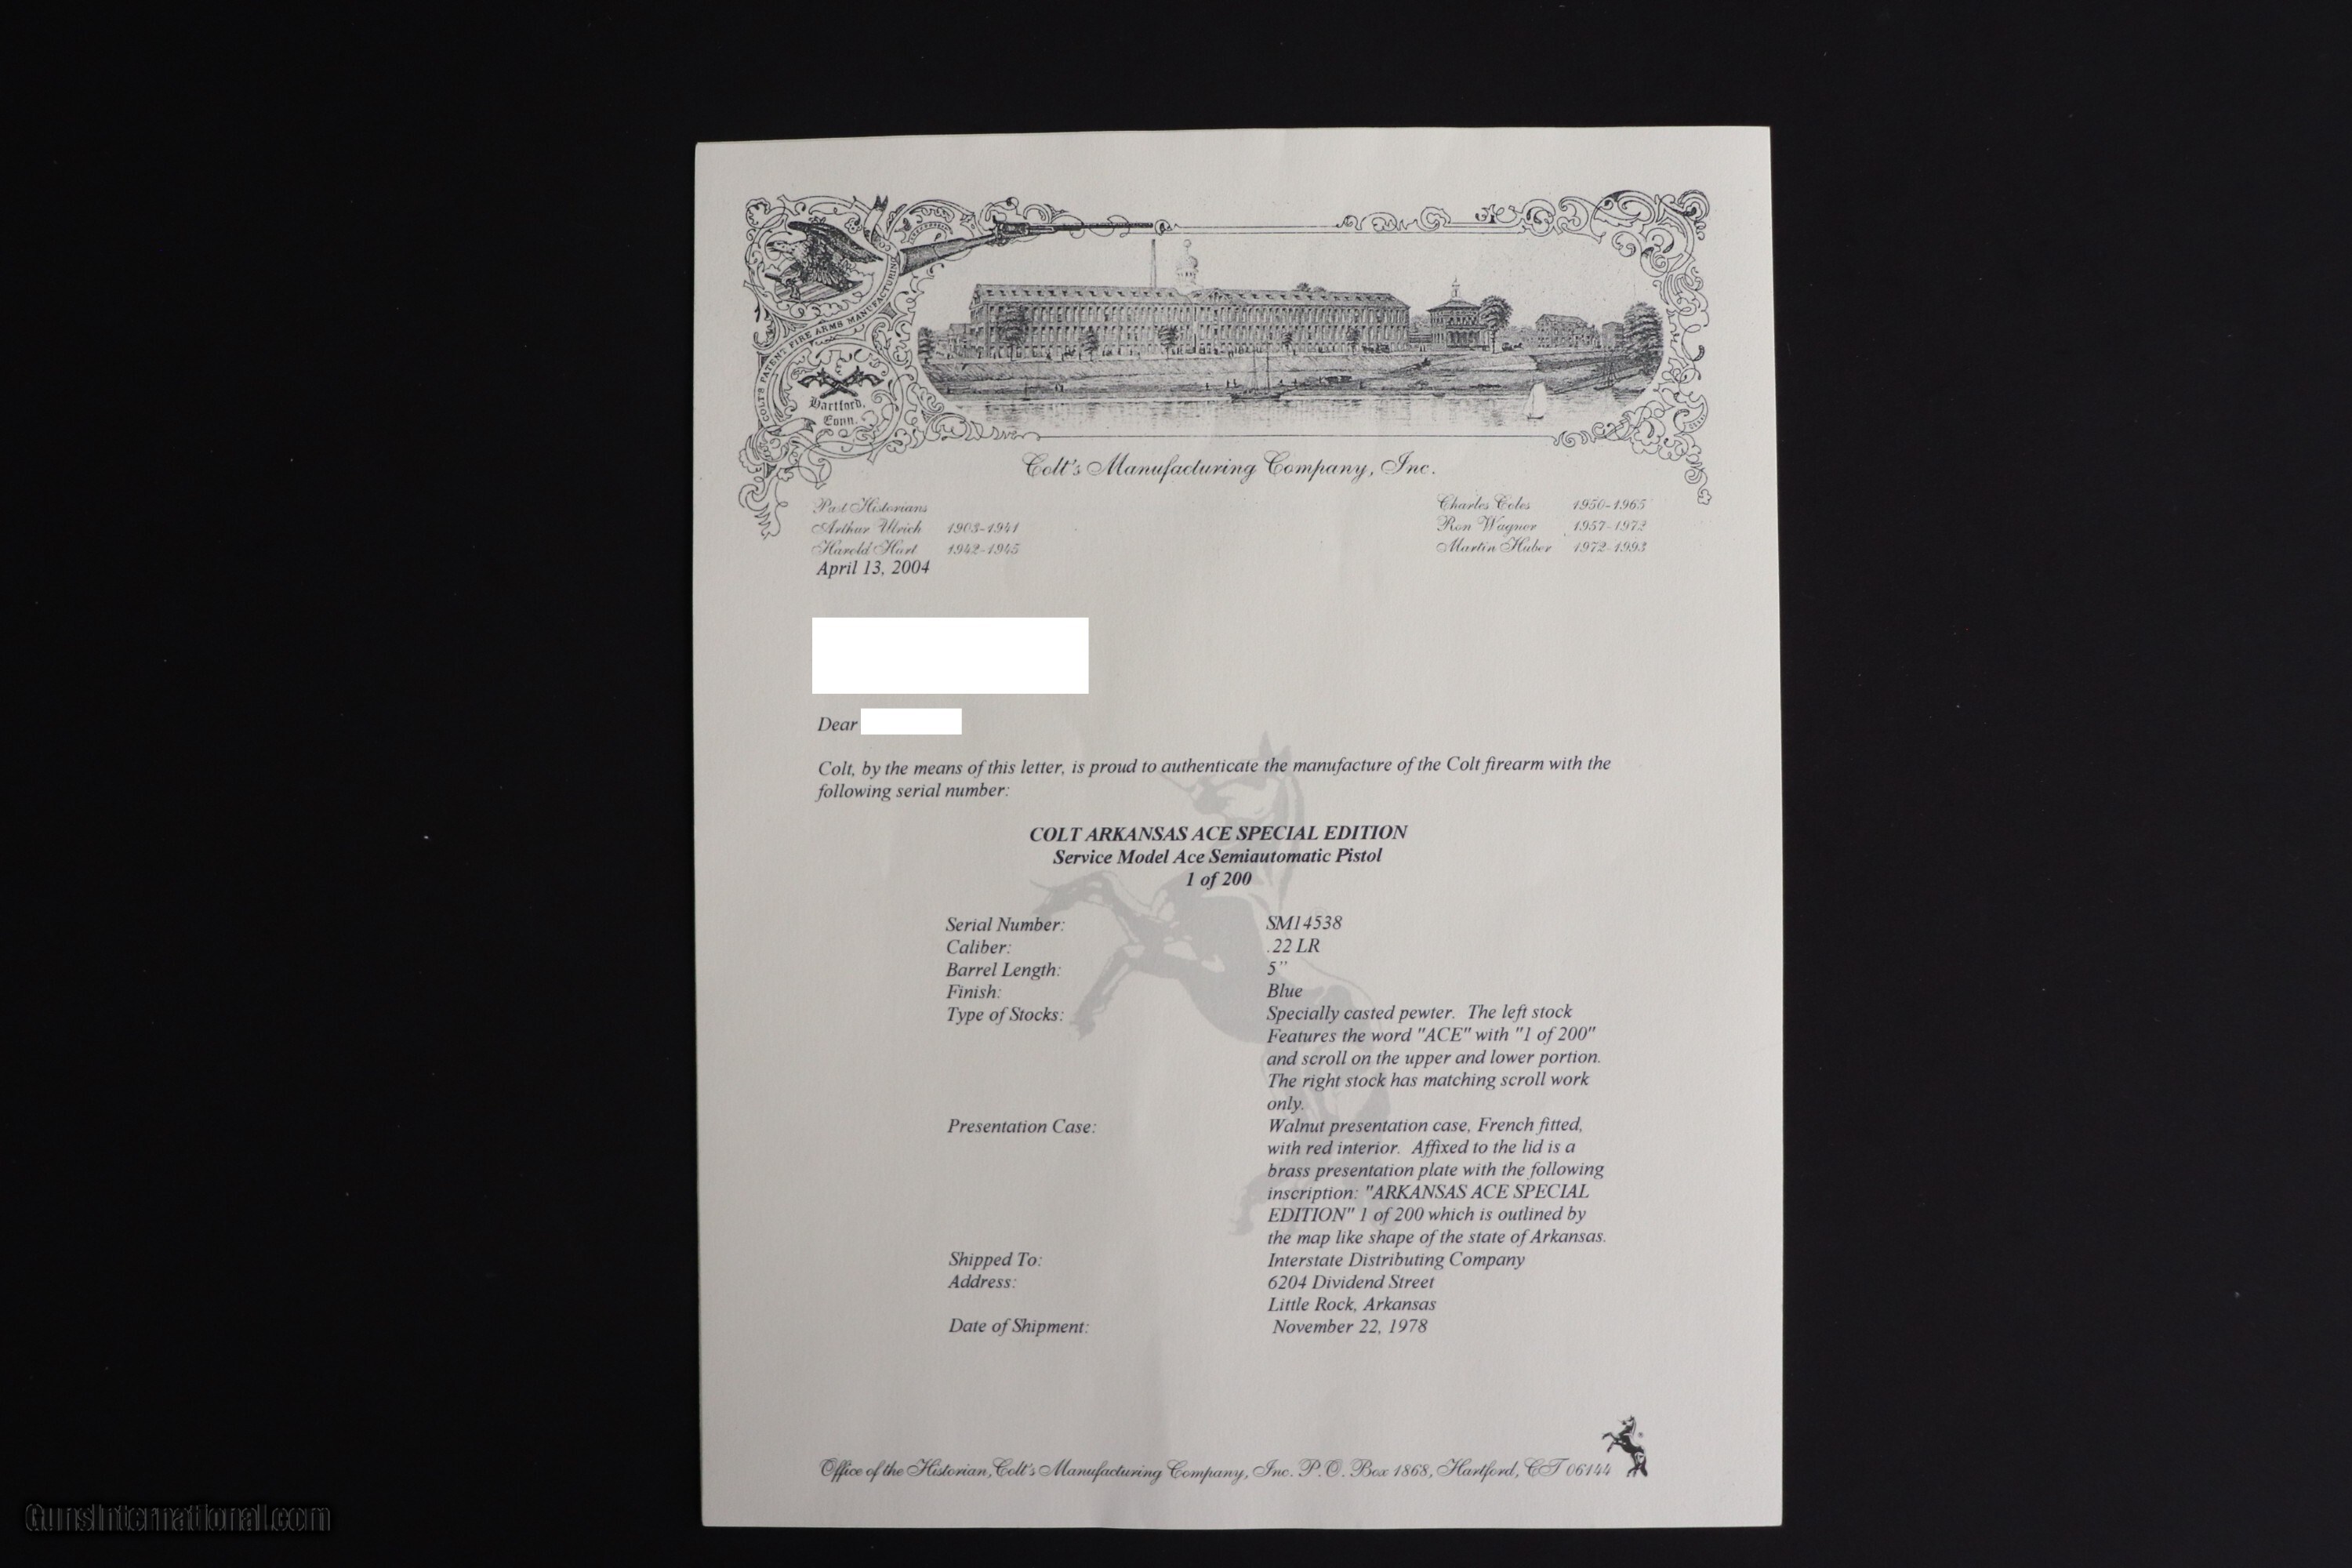 COLT'S PATENT FIRE ARMS MANUFACTURING CO
Hartford,
Conn.
Colt's Manufacturing Company, Inc.
Past Historians
Arthur Ulrich 1903-1941
Harold Hart 1942-1945
Charles Coles 1950-1965
Ron Wagner 1957-1972
Martin Huber 1972-1993
April 13, 2004
Dear
Colt, by the means of this letter, is proud to authenticate the manufacture of the Colt firearm with the
following serial number:
COLT ARKANSAS ACE SPECIAL EDITION
Service Model Ace Semiautomatic Pistol
1 of 200
Serial Number: SM14538
Caliber: .22 LR
Barrel Length: 5”
Finish: Blue
Type of Stocks: Specially casted pewter. The left stock
Features the word "ACE" with "1 of 200"
and scroll on the upper and lower portion.
The right stock has matching scroll work
only.
Presentation Case: Walnut presentation case, French fitted,
with red interior. Affixed to the lid is a
brass presentation plate with the following
inscription: "ARKANSAS ACE SPECIAL
EDITION" 1 of 200 which is outlined by
the map like shape of the state of Arkansas.
Shipped To: Interstate Distributing Company
Address: 6204 Dividend Street
Little Rock, Arkansas
Date of Shipment: November 22, 1978
Office of the Historian, Colt's Manufacturing Company, Inc. P.O. Box 1868, Hartford, CT 06144
GunsInternational.com